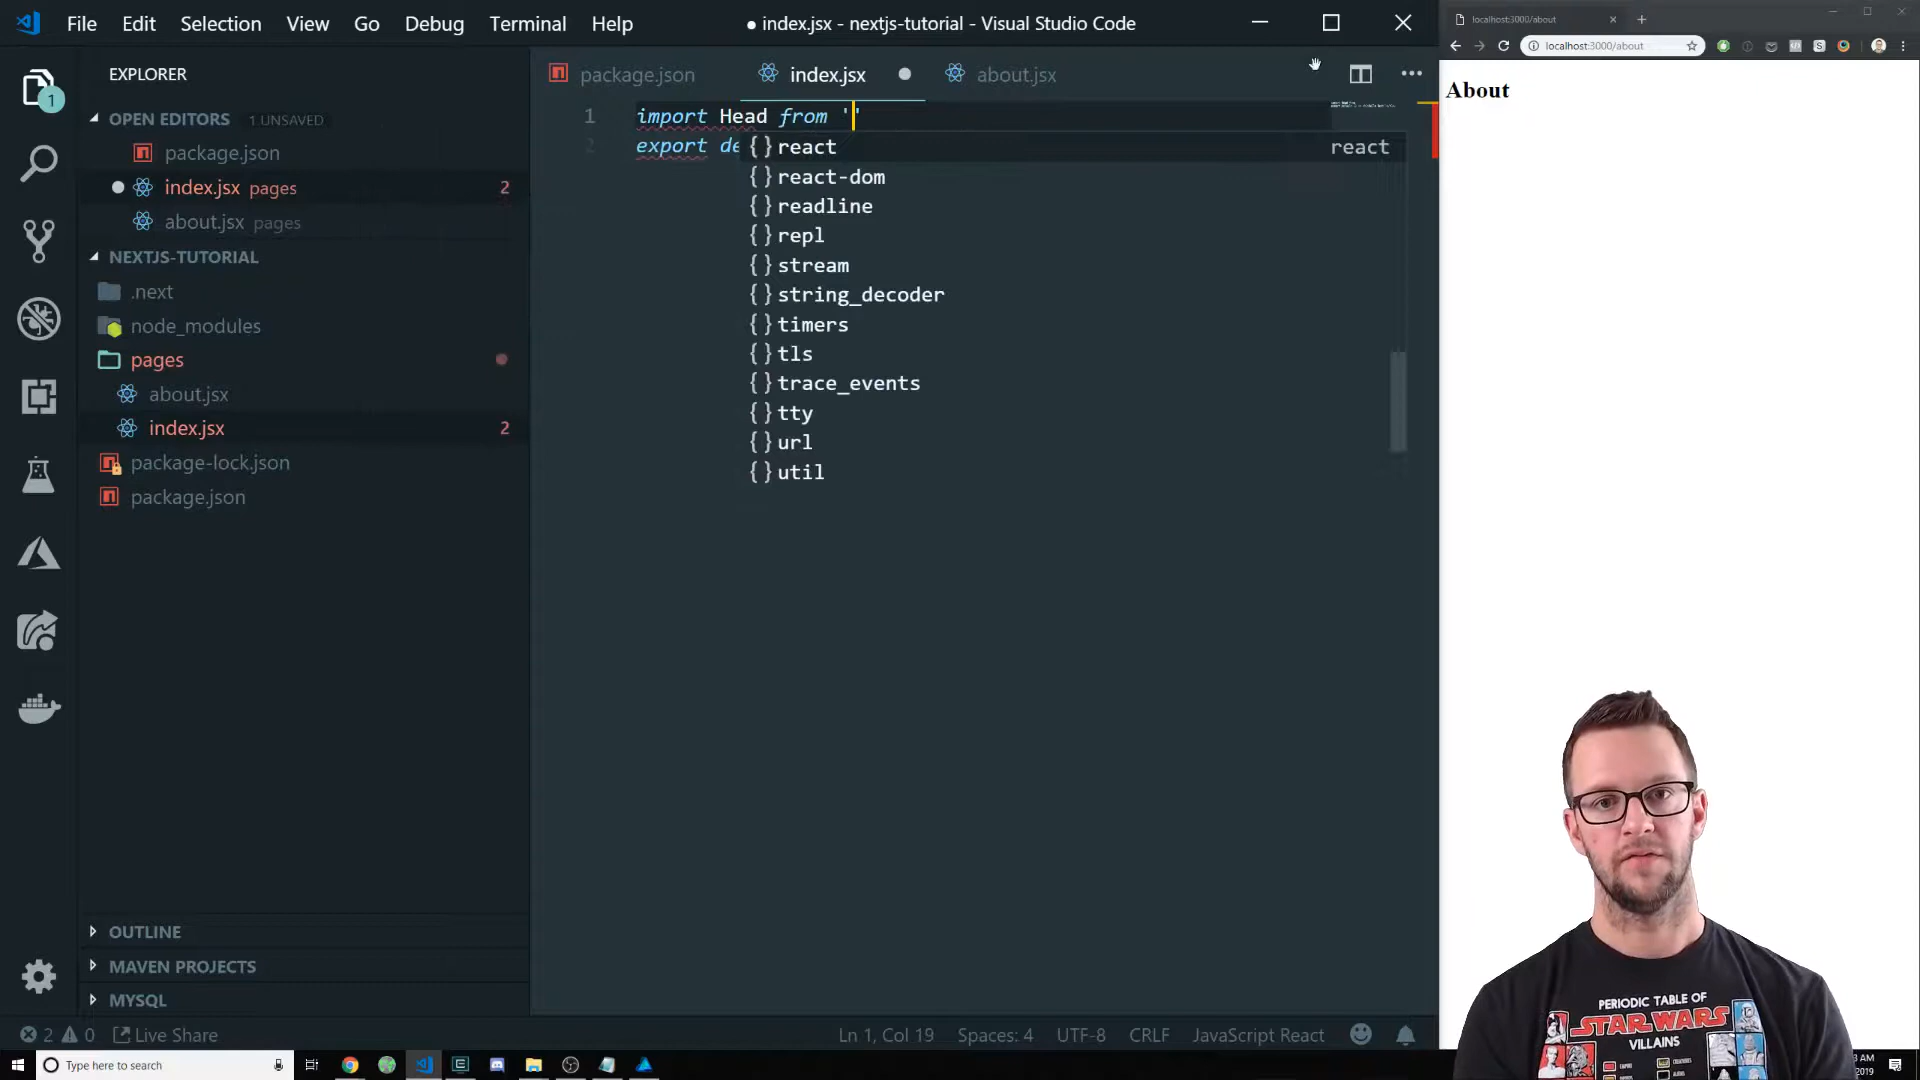 File Edit Selection View Go Debug Terminal Help
● index.jsx - nextjs-tutorial - Visual Studio Code
localhost:3000/about
localhost:3000/about
EXPLORER
OPEN EDITORS 1 UNSAVED
package.json
index.jsx pages 2
about.jsx pages
NEXTJS-TUTORIAL
.next
node_modules
pages
about.jsx
index.jsx 2
package-lock.json
package.json
OUTLINE
MAVEN PROJECTS
MYSQL
1
package.json index.jsx about.jsx
1 import Head from ''
2 export de
{} react react
{} react-dom
{} readline
{} repl
{} stream
{} string_decoder
{} timers
{} tls
{} trace_events
{} tty
{} url
{} util
About
PERIODIC TABLE OF
STAR WARS
VILLAINS
2 0 Live Share Ln 1, Col 19 Spaces: 4 UTF-8 CRLF JavaScript React
Type here to search
AM
2019